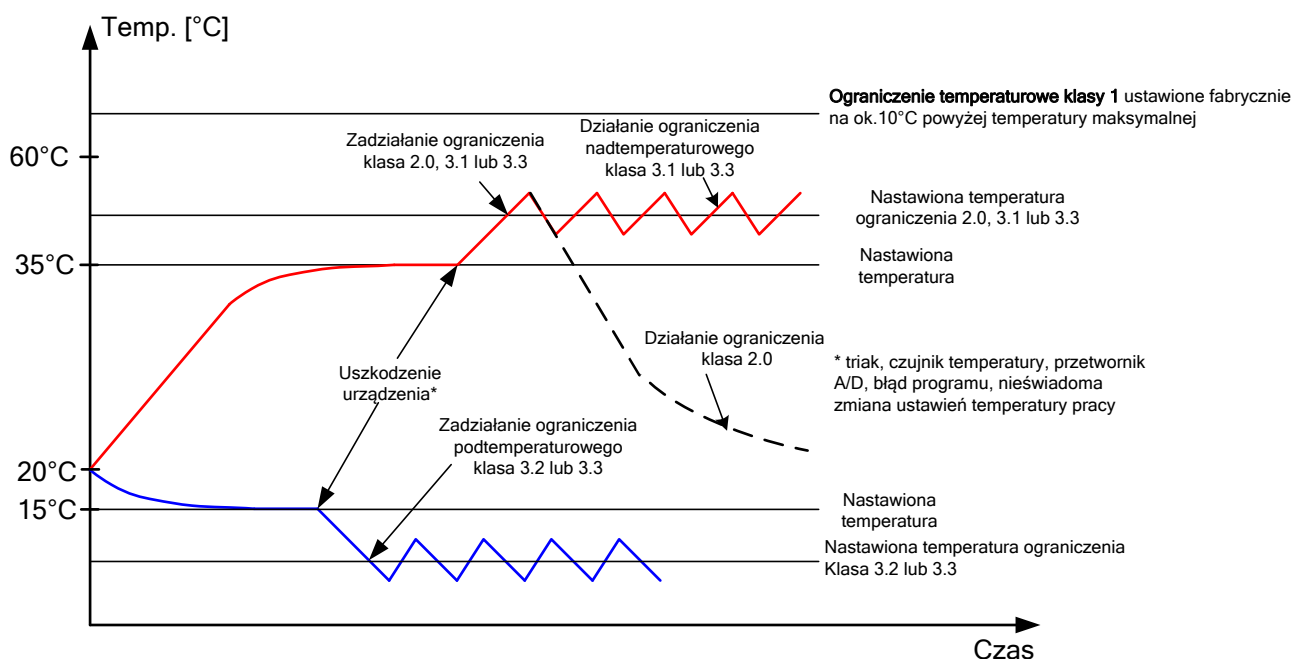 Temp. [°C]
Ograniczenie temperaturowe klasy 1 ustawione fabrycznie
na ok.10°C powyżej temperatury maksymalnej
Zadziałanie ograniczenia
klasa 2.0, 3.1 lub 3.3
Działanie ograniczenia
nadtemperaturowego
klasa 3.1 lub 3.3
60°C
Nastawiona temperatura
ograniczenia 2.0, 3.1 lub 3.3
35°C
Nastawiona
temperatura
Działanie ograniczenia
klasa 2.0
* triak, czujnik temperatury, przetwornik
A/D, błąd programu, nieświadoma
zmiana ustawień temperatury pracy
Uszkodzenie
urządzenia*
Zadziałanie ograniczenia
podtemperaturowego
klasa 3.2 lub 3.3
20°C
15°C
Nastawiona
temperatura
Nastawiona temperatura ograniczenia
Klasa 3.2 lub 3.3
Czas